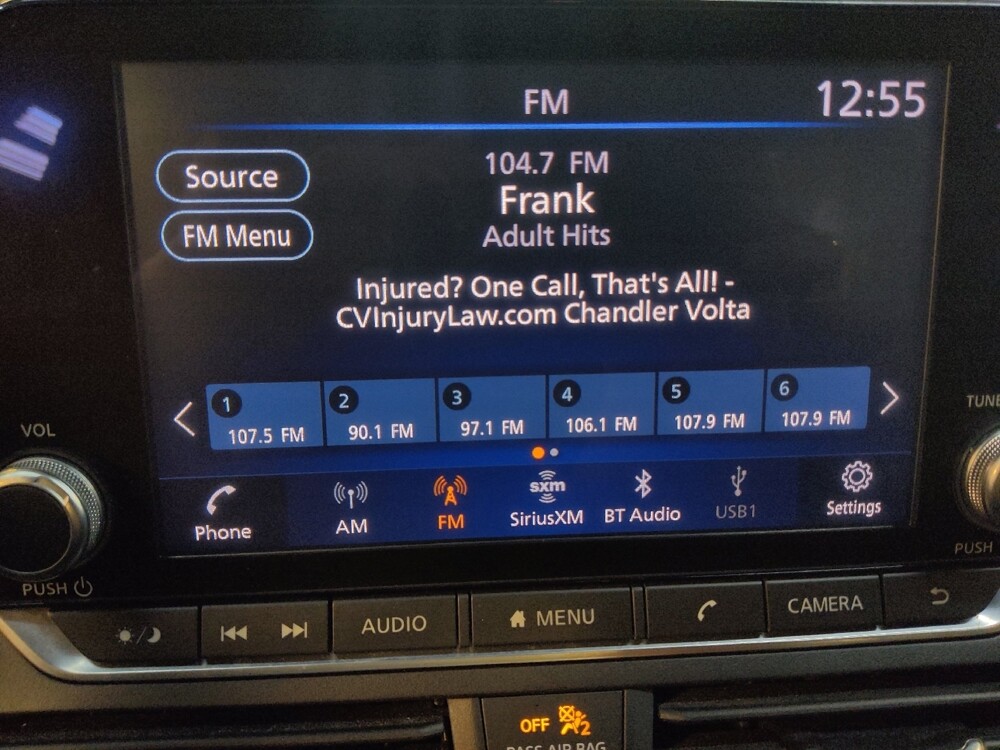 FM
12:55
Source
104.7 FM
Frank
FM Menu
Adult Hits
Injured? One Call, That's All! -
CVInjuryLaw.com Chandler Volta
1 2 3 4 5 6
107.5 FM 90.1 FM 97.1 FM 106.1 FM 107.9 FM 107.9 FM
VOL
TUNE
Phone AM FM SiriusXM BT Audio USB1 Settings
sxm
PUSH
PUSH
AUDIO MENU CAMERA
OFF 2
PASS AIR BAG